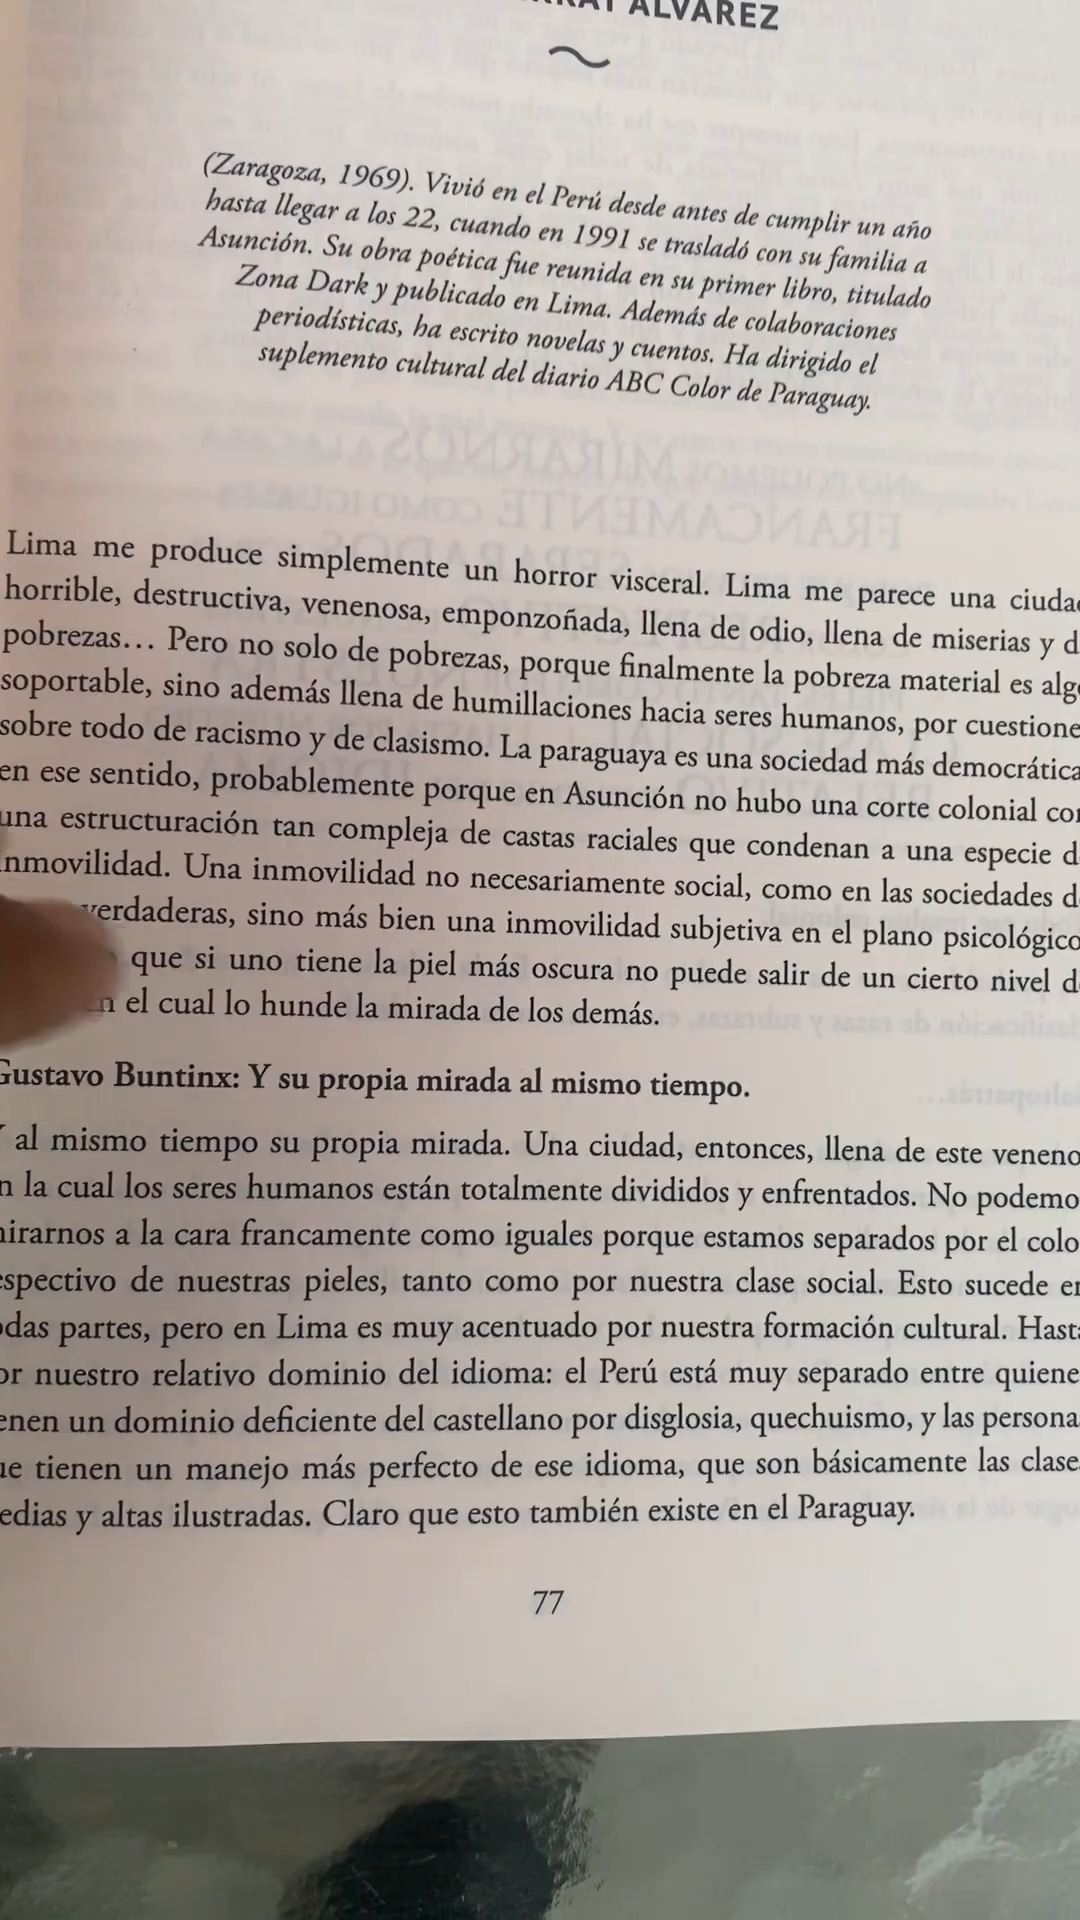 ALVAREZ
(Zaragoza, 1969). Vivió en el Perú desde antes de cumplir un año
hasta llegar a los 22, cuando en 1991 se trasladó con su familia a
Asunción. Su obra poética fue reunida en su primer libro, titulado
Zona Dark y publicado en Lima. Además de colaboraciones
periodísticas, ha escrito novelas y cuentos. Ha dirigido el
suplemento cultural del diario ABC Color de Paraguay.
Lima me produce simplemente un horror visceral. Lima me parece una ciuda
horrible, destructiva, venenosa, emponzoñada, llena de odio, llena de miserias y d
pobrezas... Pero no solo de pobrezas, porque finalmente la pobreza material es alg
soportable, sino además llena de humillaciones hacia seres humanos, por cuestione
sobre todo de racismo y de clasismo. La paraguaya es una sociedad más democrática
en ese sentido, probablemente porque en Asunción no hubo una corte colonial co
una estructuración tan compleja de castas raciales que condenan a una especie d
nmovilidad. Una inmovilidad no necesariamente social, como en las sociedades d
verdaderas, sino más bien una inmovilidad subjetiva en el plano psicológico
que si uno tiene la piel más oscura no puede salir de un cierto nivel d
n el cual lo hunde la mirada de los demás.
Gustavo Buntinx: Y su propia mirada al mismo tiempo.
Y al mismo tiempo su propia mirada. Una ciudad, entonces, llena de este veneno
n la cual los seres humanos están totalmente divididos y enfrentados. No podemo
irarnos a la cara francamente como iguales porque estamos separados por el colo
spectivo de nuestras pieles, tanto como por nuestra clase social. Esto sucede en
das partes, pero en Lima es muy acentuado por nuestra formación cultural. Hast
or nuestro relativo dominio del idioma: el Perú está muy separado entre quiene
enen un dominio deficiente del castellano por disglosia, quechuismo, y las persona
ue tienen un manejo más perfecto de ese idioma, que son básicamente las clase
edias y altas ilustradas. Claro que esto también existe en el Paraguay.
77